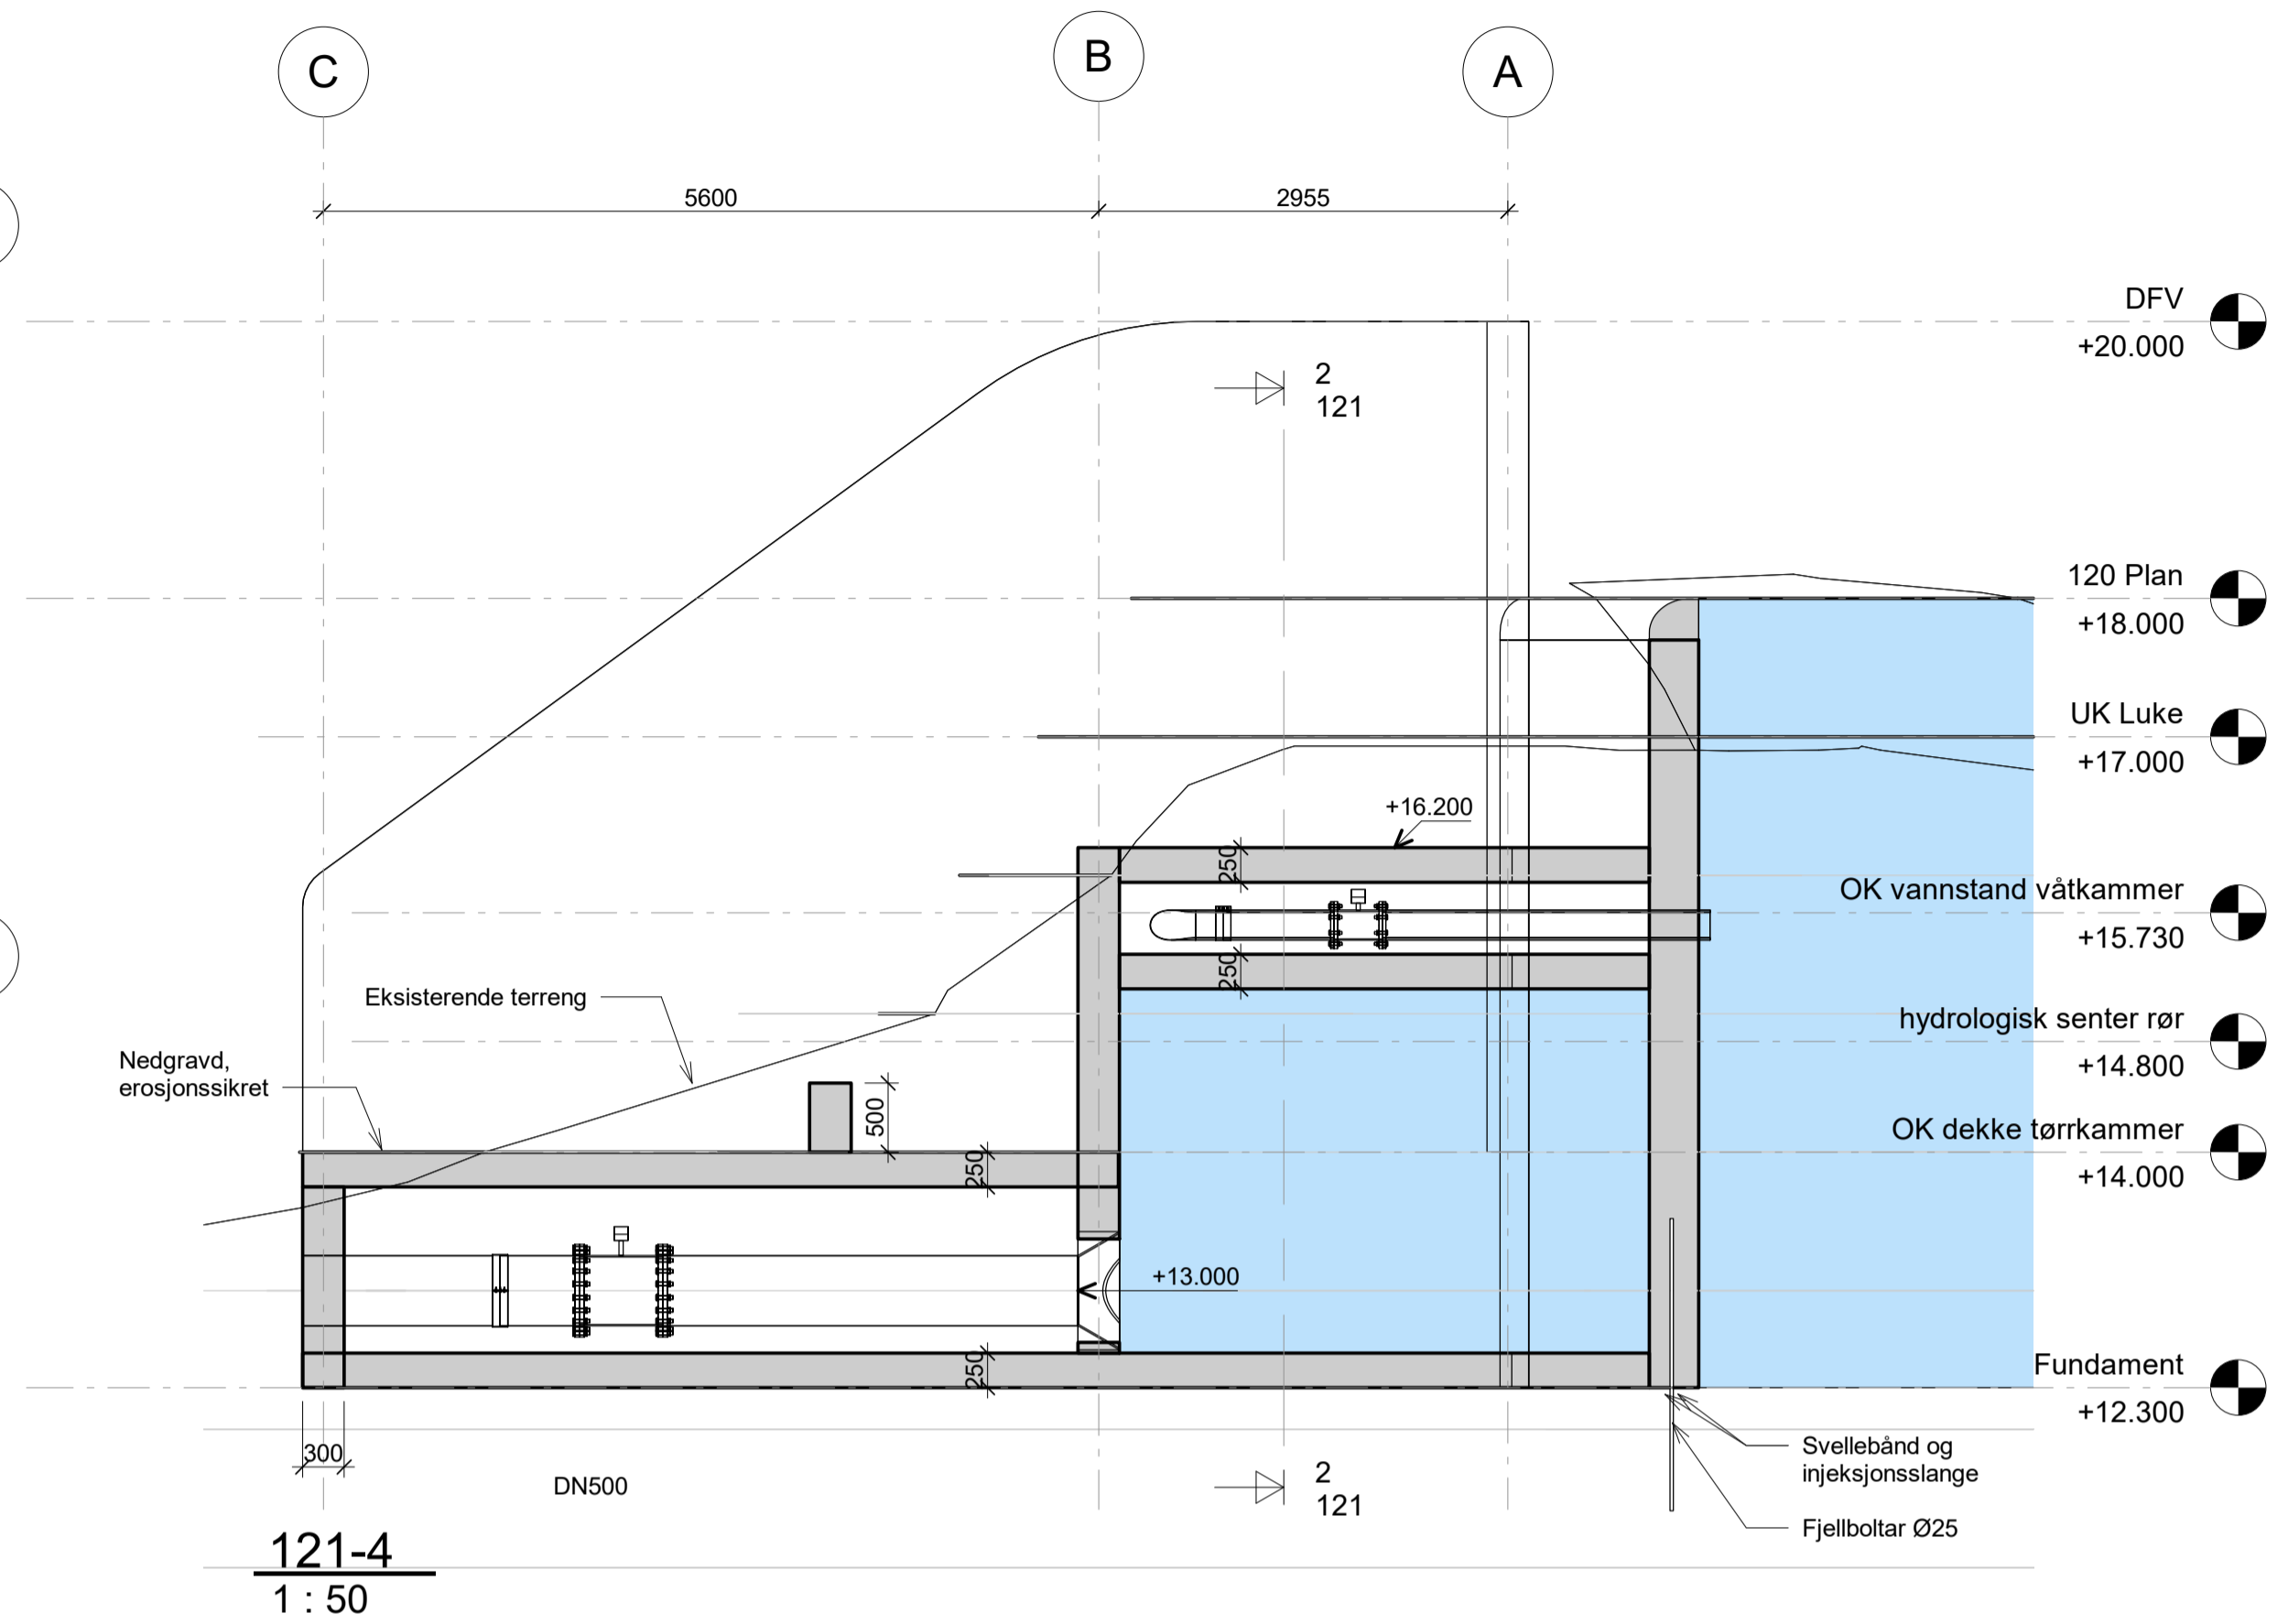 C
B
A
5600
2955
DFV
+20.000
2
121
120 Plan
+18.000
UK Luke
+17.000
+16.200
250
OK vannstand våtkammer
+15.730
250
Eksisterende terreng
hydrologisk senter rør
+14.800
Nedgravd,
erosjonssikret
500
OK dekke tørrkammer
+14.000
250
+13.000
250
Fundament
+12.300
300
DN500
2
121
Svellebånd og
injeksjonsslange
Fjellboltar Ø25
121-4
1 : 50